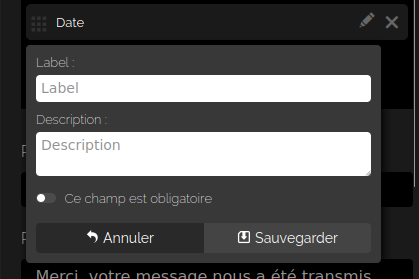 Date
Label :
Label
Description :
Description
Ce champ est obligatoire
Annuler
Sauvegarder
Merci, votre message nous a été transmis